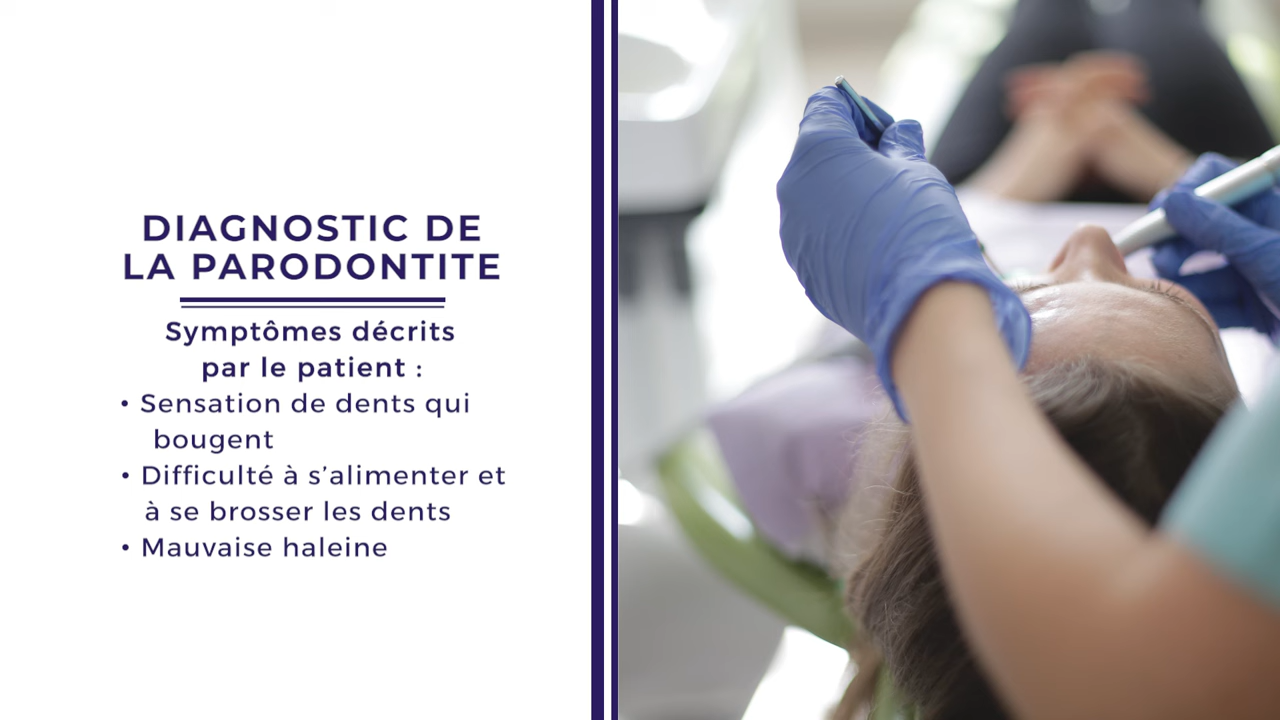 DIAGNOSTIC DE
LA PARODONTITE
Symptômes décrits
par le patient :
• Sensation de dents qui
bougent
• Difficulté à s’alimenter et
à se brosser les dents
• Mauvaise haleine